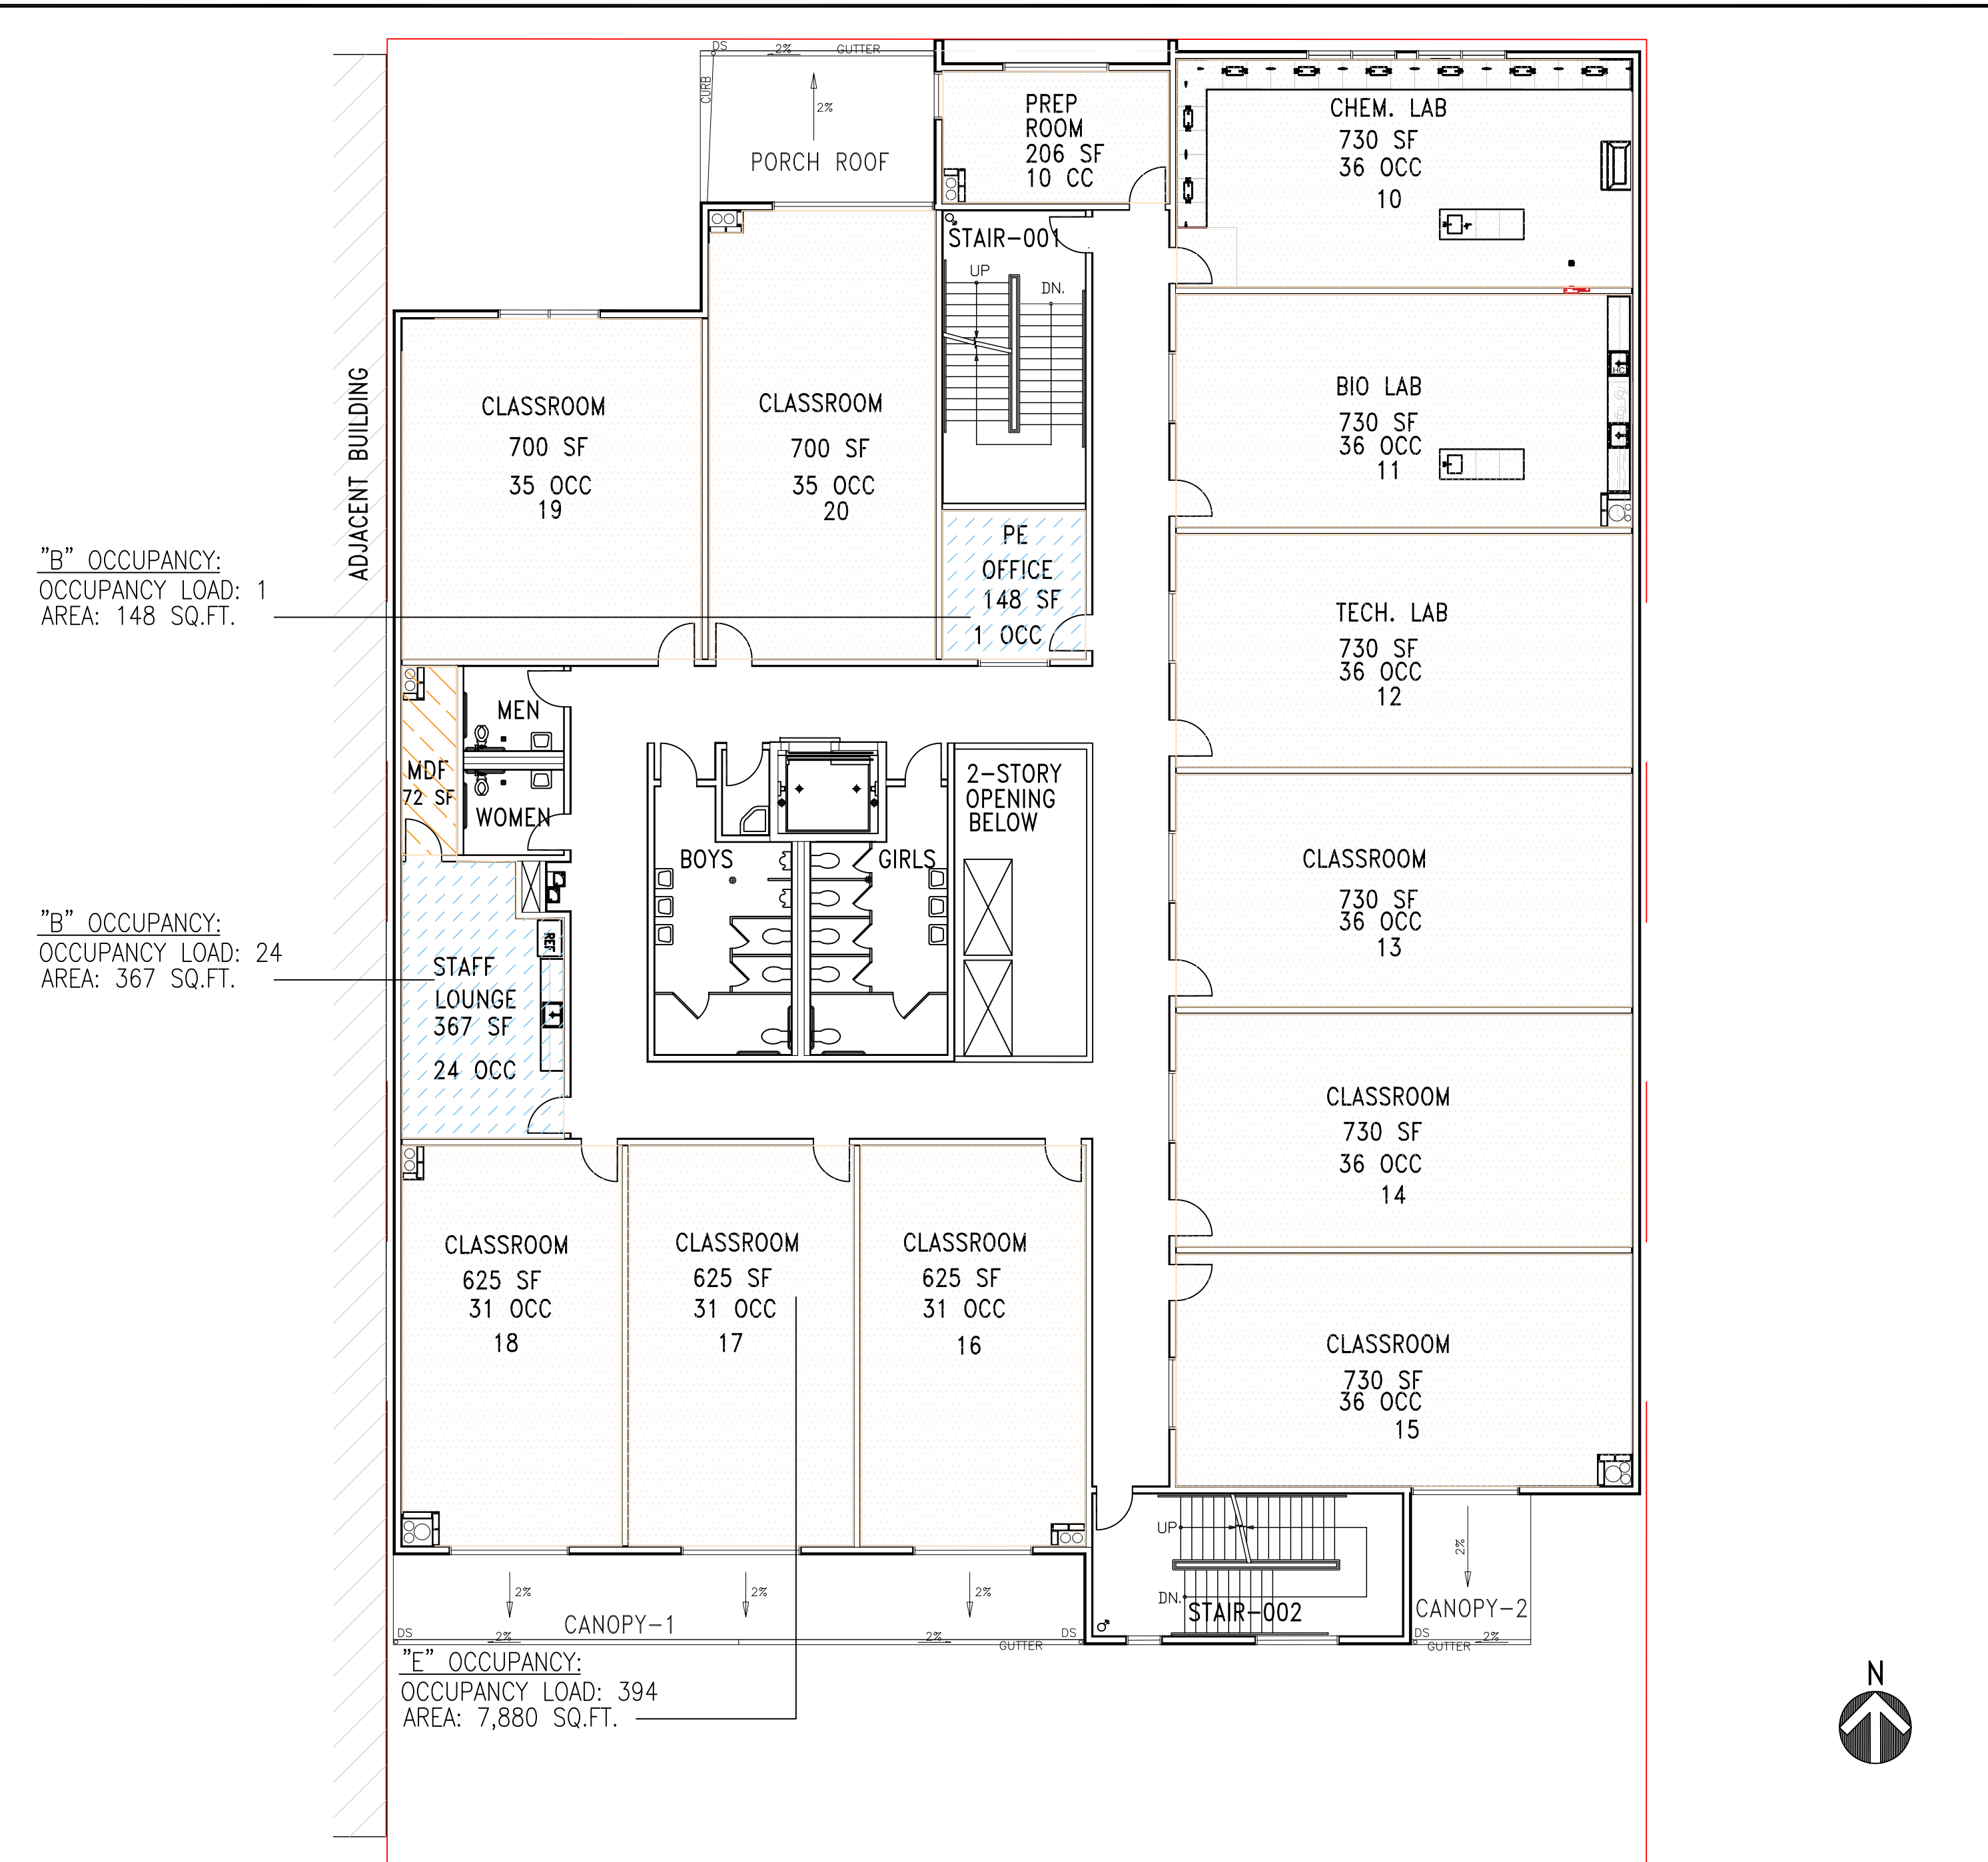 DS
2%
GUTTER
CURB
2%
PORCH ROOF
PREP
ROOM
206 SF
10 CC
CHEM. LAB
730 SF
36 OCC
10
STAIR-001
UP
DN.
ADJACENT BUILDING
CLASSROOM
700 SF
35 OCC
19
CLASSROOM
700 SF
35 OCC
20
BIO LAB
730 SF
36 OCC
11
HC
"B" OCCUPANCY:
OCCUPANCY LOAD: 1
AREA: 148 SQ.FT.
PE
OFFICE
148 SF
1 OCC
TECH. LAB
730 SF
36 OCC
12
MEN
MDF
72 SF
WOMEN
2-STORY
OPENING
BELOW
BOYS
GIRLS
CLASSROOM
730 SF
36 OCC
13
"B" OCCUPANCY:
OCCUPANCY LOAD: 24
AREA: 367 SQ.FT.
REF
STAFF
LOUNGE
367 SF
24 OCC
CLASSROOM
730 SF
36 OCC
14
CLASSROOM
625 SF
31 OCC
18
CLASSROOM
625 SF
31 OCC
17
CLASSROOM
625 SF
31 OCC
16
CLASSROOM
730 SF
36 OCC
15
UP
DN.
STAIR-002
2%
2%
2%
2%
CANOPY-1
CANOPY-2
DS
2%
2%
DS
GUTTER
DS
2%
GUTTER
"E" OCCUPANCY:
OCCUPANCY LOAD: 394
AREA: 7,880 SQ.FT.
N